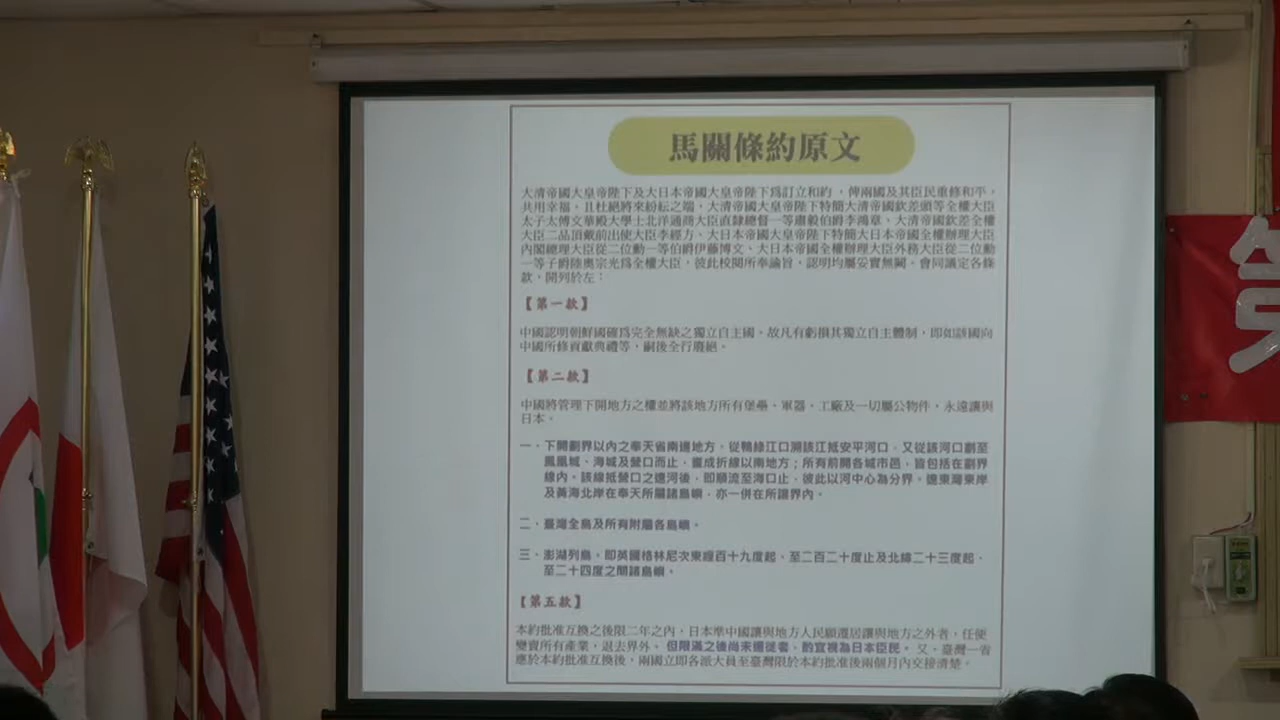 馬關條約原文
大清帝國大皇帝陛下及大日本帝國大皇帝陛下爲訂立和約，俾兩國及其臣民重修和平，
共用幸福，且杜絕將來紛紜之端，大清帝國大皇帝陛下特簡大清帝國欽差頭等全權大臣
太子太傅文華殿大學士北洋通商大臣直隸總督一等肅毅伯爵李鴻章、大清帝國欽差全權
大臣二品頂戴前出使大臣李經方、大日本帝國大皇帝陛下特簡大日本帝國全權辦理大臣
內閣總理大臣從二位勳一等伯爵伊藤博文、大日本帝國全權辦理大臣外務大臣從二位勳
一等子爵陸奧宗光爲全權大臣，彼此校閱所奉諭旨，認明均屬妥實無闕。會同議定各條
款，開列於左：
【第一款】
中國認明朝鮮國確爲完全無缺之獨立自主國。故凡有虧損其獨立自主體制，即如該國向
中國所修貢獻典禮等，嗣後全行廢絕。
【第二款】
中國將管理下開地方之權並將該地方所有堡壘、軍器、工廠及一切屬公物件，永遠讓與
日本。
一、下開劃界以內之奉天省南邊地方。從鴨綠江口溯該江抵安平河口，又從該河口劃至
鳳凰城、海城及營口而止，畫成折線以南地方；所有前開各城市邑，皆包括在劃界
線內。該線抵營口之遼河後，即順流至海口止，彼此以河中心為分界。遼東灣東岸
及黃海北岸在奉天所屬諸島嶼，亦一併在所讓界內。
二、臺灣全島及所有附屬各島嶼。
三、澎湖列島。即英國格林尼次東經百十九度起、至二百二十度止及北緯二十三度起、
至二十四度之間諸島嶼。
【第五款】
本約批准互換之後限二年之內，日本準中國讓與地方人民願遷居讓與地方之外者，任便
變賣所有產業，退去界外。但限滿之後尚未遷徙者，酌宜視為日本臣民。又，臺灣一省
應於本約批准互換後，兩國立即各派大員至臺灣限於本約批准後兩個月內交接清楚。